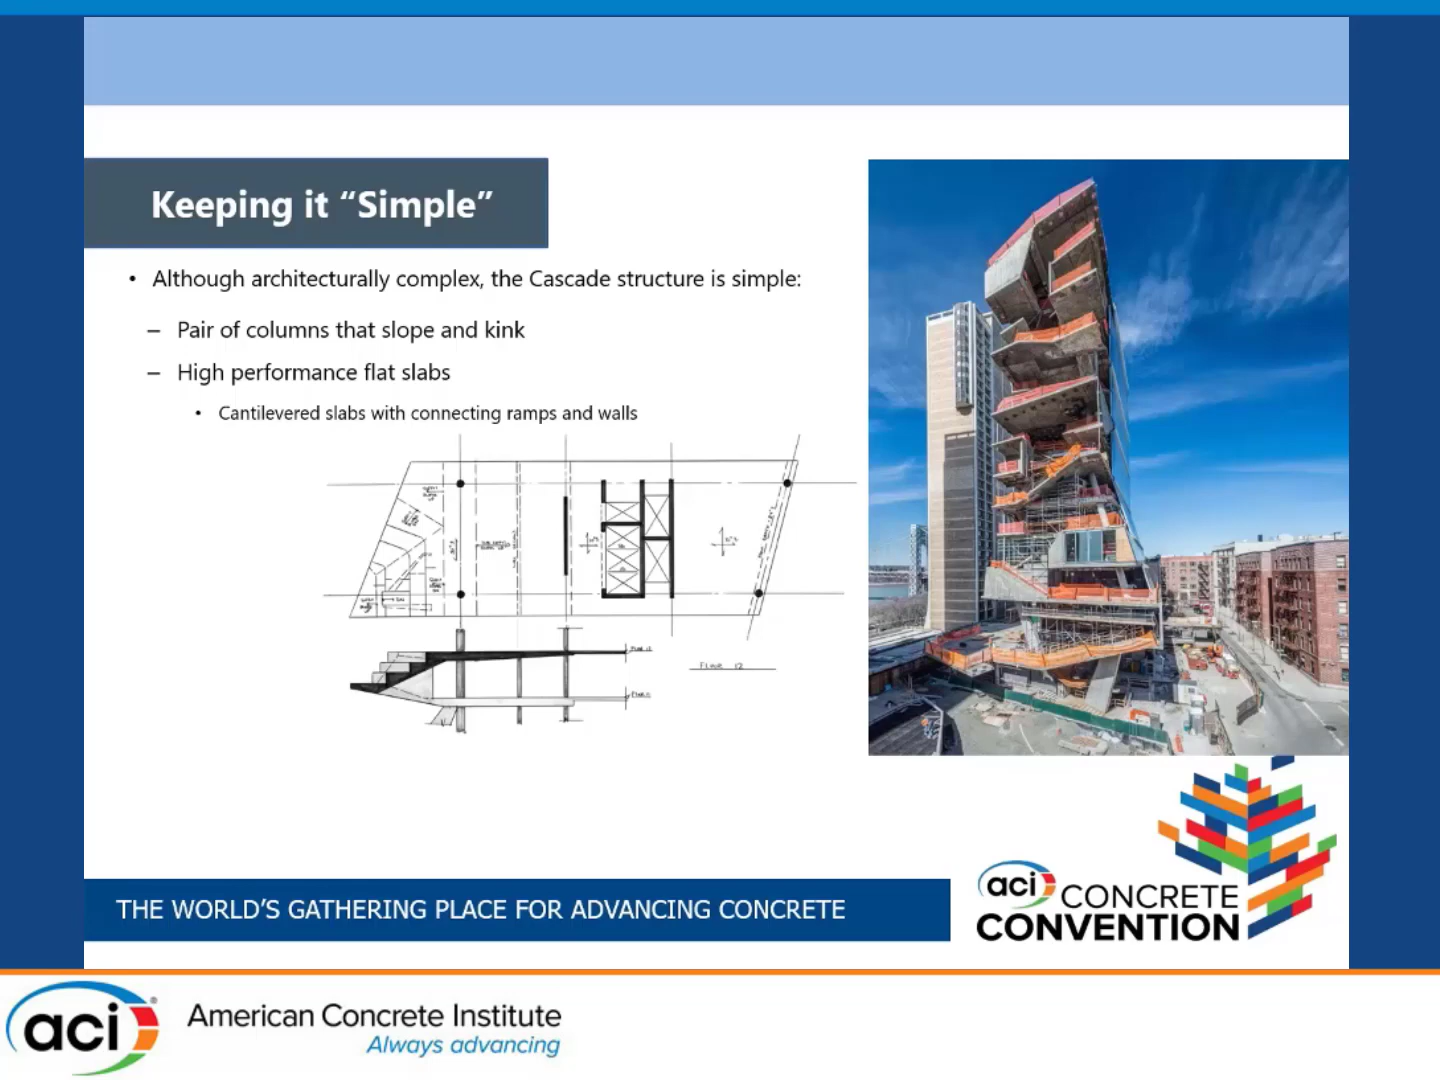 Keeping it “Simple”
• Although architecturally complex, the Cascade structure is simple:
– Pair of columns that slope and kink
– High performance flat slabs
• Cantilevered slabs with connecting ramps and walls
FLOOR 12
THE WORLD’S GATHERING PLACE FOR ADVANCING CONCRETE
aci CONCRETE
CONVENTION
aci®
American Concrete Institute
Always advancing